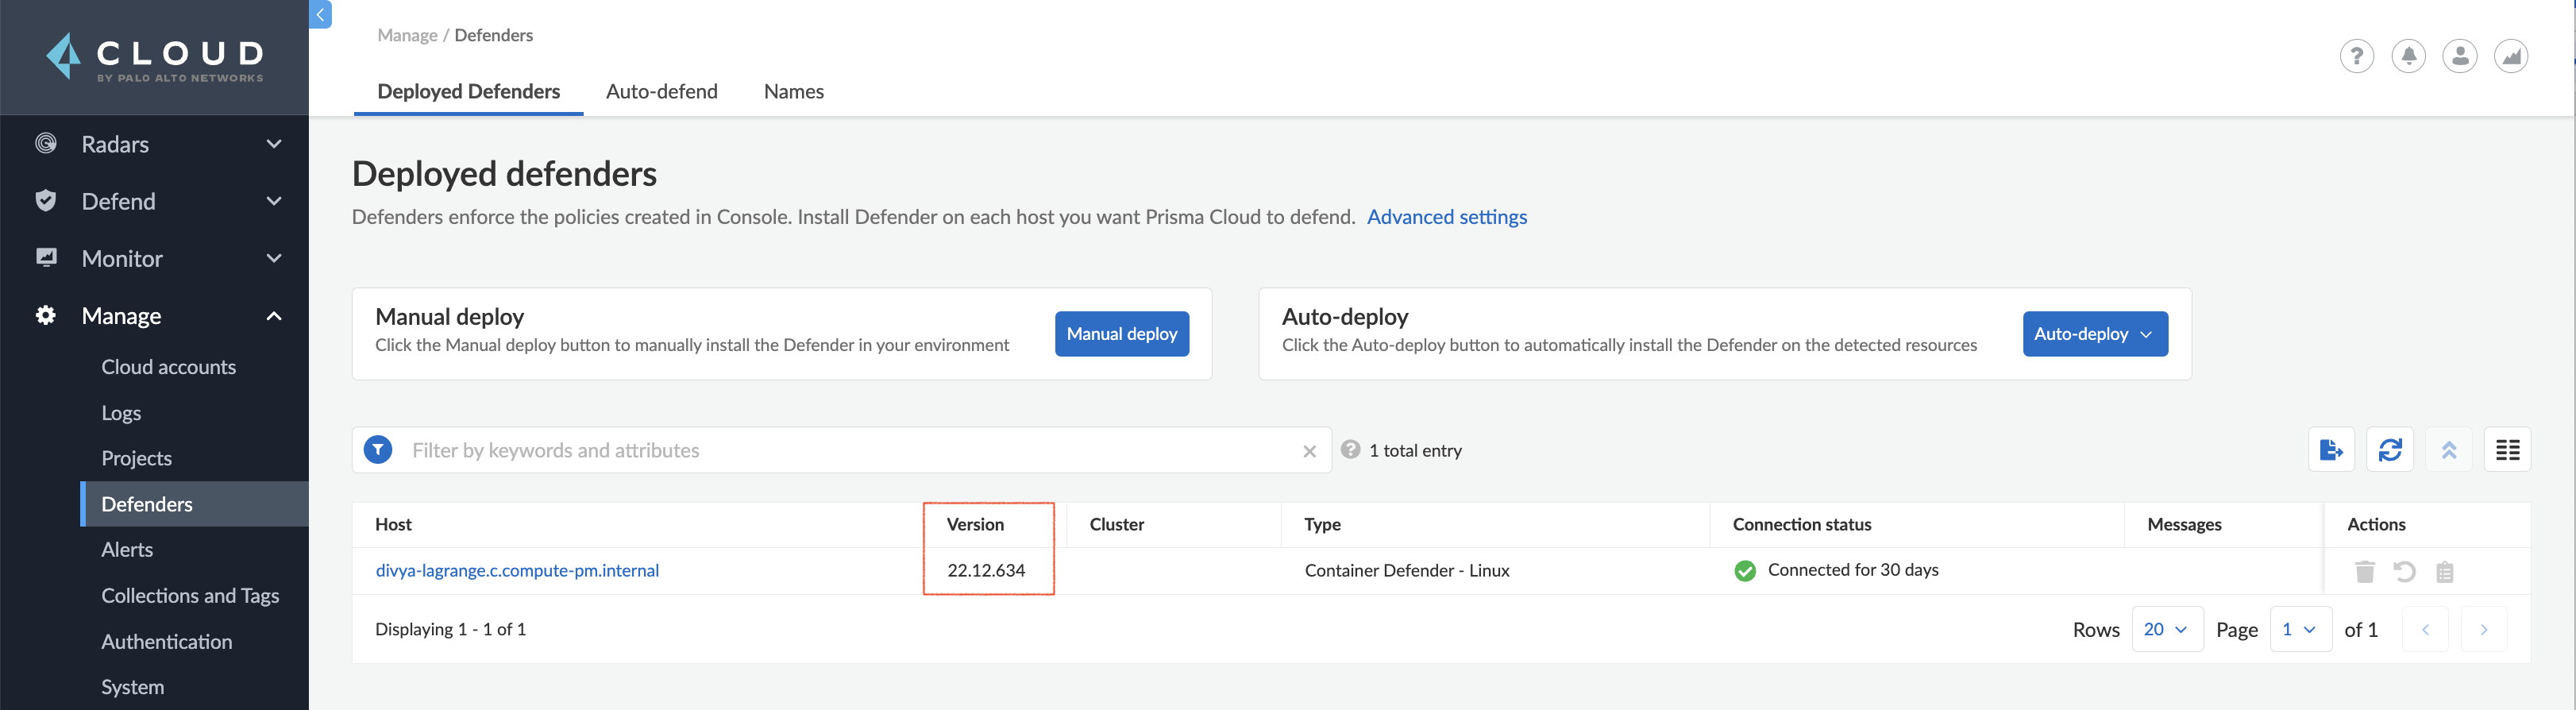 CLOUD
BY PALO ALTO NETWORKS
Radars
Defend
Monitor
Manage
Cloud accounts
Logs
Projects
Defenders
Alerts
Collections and Tags
Authentication
System
Manage / Defenders
Deployed Defenders Auto-defend Names
Deployed defenders
Defenders enforce the policies created in Console. Install Defender on each host you want Prisma Cloud to defend. Advanced settings
Manual deploy
Click the Manual deploy button to manually install the Defender in your environment
Manual deploy
Auto-deploy
Click the Auto-deploy button to automatically install the Defender on the detected resources
Auto-deploy
Filter by keywords and attributes
1 total entry
Host Version Cluster Type Connection status Messages Actions
divya-lagrange.c.compute-pm.internal 22.12.634 Container Defender - Linux Connected for 30 days
Displaying 1 - 1 of 1
Rows 20 Page 1 of 1